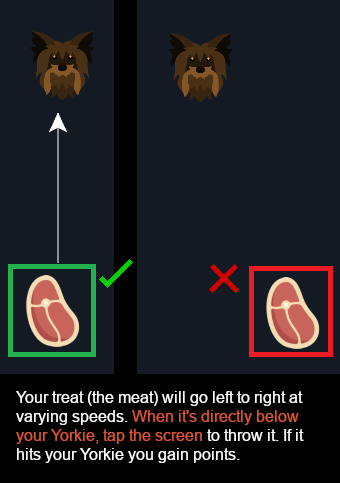 Your treat (the meat) will go left to right at
varying speeds. When it's directly below
your Yorkie, tap the screen to throw it. If it
hits your Yorkie you gain points.